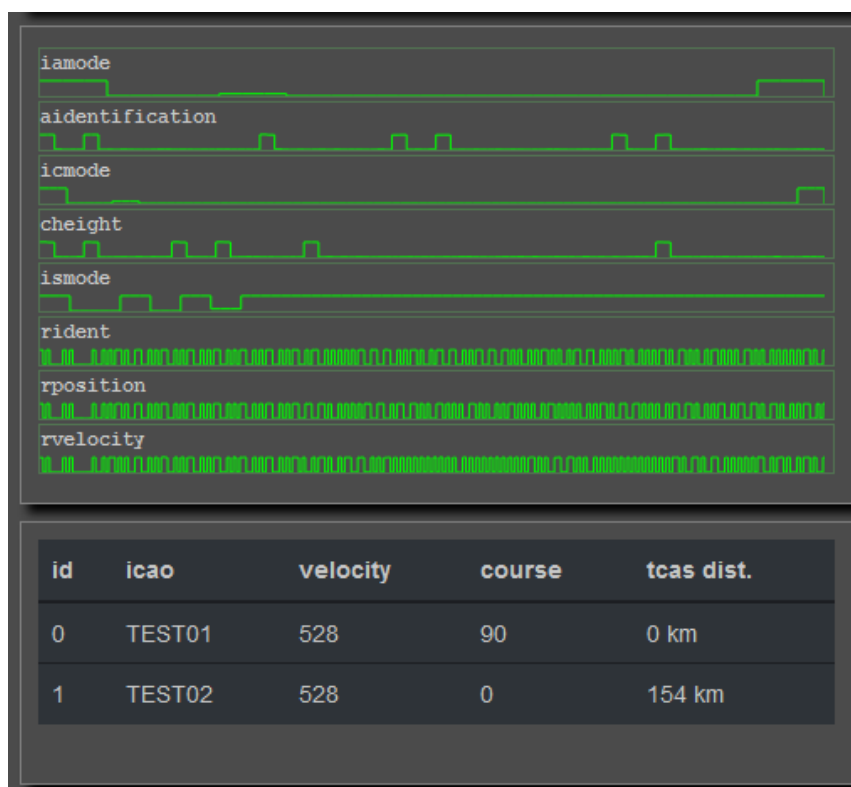 iamode
aidentification
icmode
cheight
ismode
rident
rposition
rvelocity
id icao velocity course tcas dist.
0 TEST01 528 90 0 km
1 TEST02 528 0 154 km